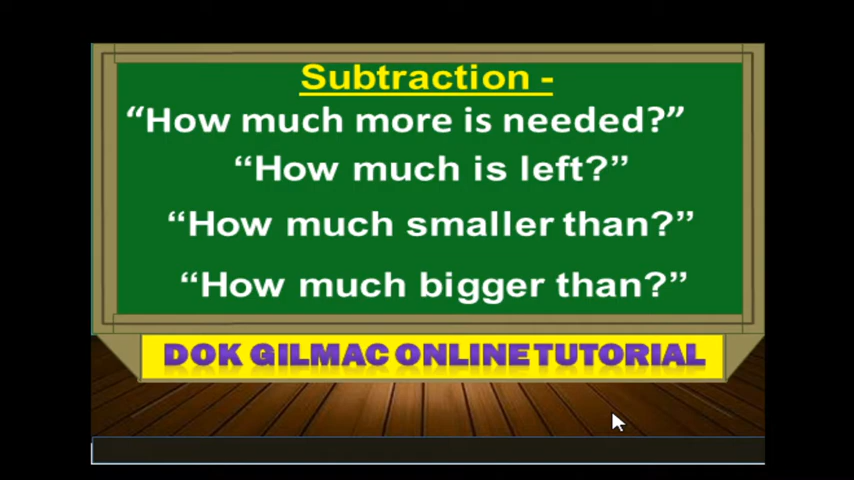 Subtraction -
“How much more is needed?”
“How much is left?”
“How much smaller than?”
“How much bigger than?”
DOK GILMAC ONLINE TUTORIAL